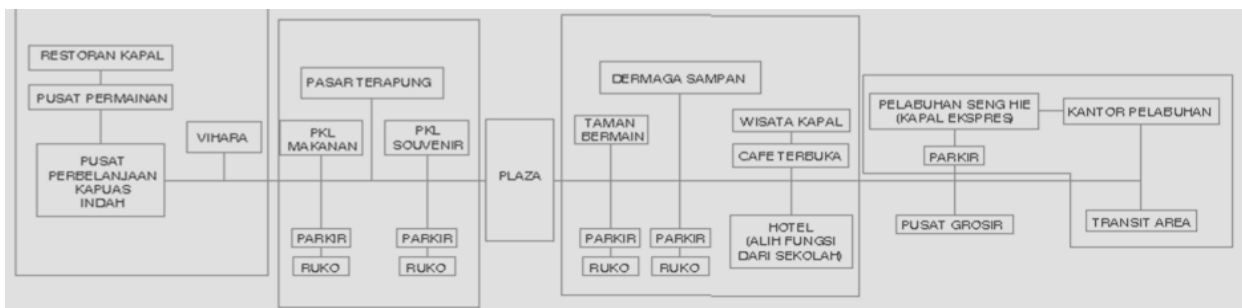 RESTORAN KAPAL
PUSAT PERMAINAN
VIHARA
PUSAT
PERBELANJAAN
KAPUAS
INDAH
PASAR TERAPUNG
PKL
MAKANAN
PKL
SOUVENIR
PARKIR
RUKO
PARKIR
RUKO
PLAZA
DERMAGA SAMPAN
TAMAN
BERMAIN
WISATA KAPAL
CAFE TERBUKA
PARKIR
RUKO
PARKIR
RUKO
HOTEL
(ALIH FUNGSI
DARI SEKOLAH)
PELABUHAN SENG HIE
(KAPAL EKSPRES)
KANTOR PELABUHAN
PARKIR
PUSAT GROSIR
TRANSIT AREA